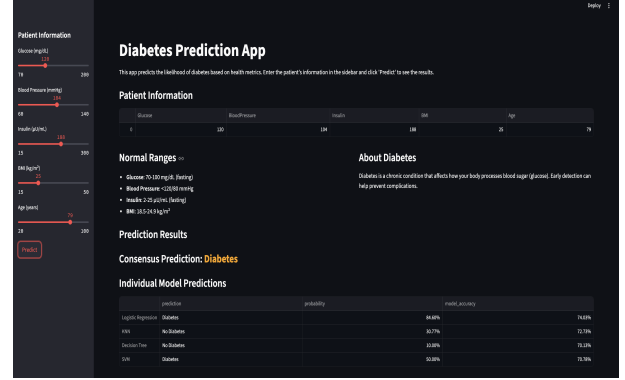 Deploy
Patient Information
Glucose (mg/dL)
120
70 200
Blood Pressure (mmHg)
104
60 140
Insulin (µU/mL)
188
15 300
BMI (kg/m²)
25
15 50
Age (years)
79
20 100
Predict
Diabetes Prediction App
This app predicts the likelihood of diabetes based on health metrics. Enter the patient's information in the sidebar and click 'Predict' to see the results.
Patient Information
Glucose BloodPressure Insulin BMI Age
0 120 104 188 25 79
Normal Ranges
Glucose: 70-100 mg/dL (fasting)
Blood Pressure: <120/80 mmHg
Insulin: 2-25 µU/mL (fasting)
BMI: 18.5-24.9 kg/m²
About Diabetes
Diabetes is a chronic condition that affects how your body processes blood sugar (glucose). Early detection can
help prevent complications.
Prediction Results
Consensus Prediction: Diabetes
Individual Model Predictions
prediction probability model_accuracy
Logistic Regression Diabetes 84.60% 74.03%
KNN No Diabetes 30.77% 72.73%
Decision Tree No Diabetes 10.00% 70.13%
SVM Diabetes 50.00% 70.78%